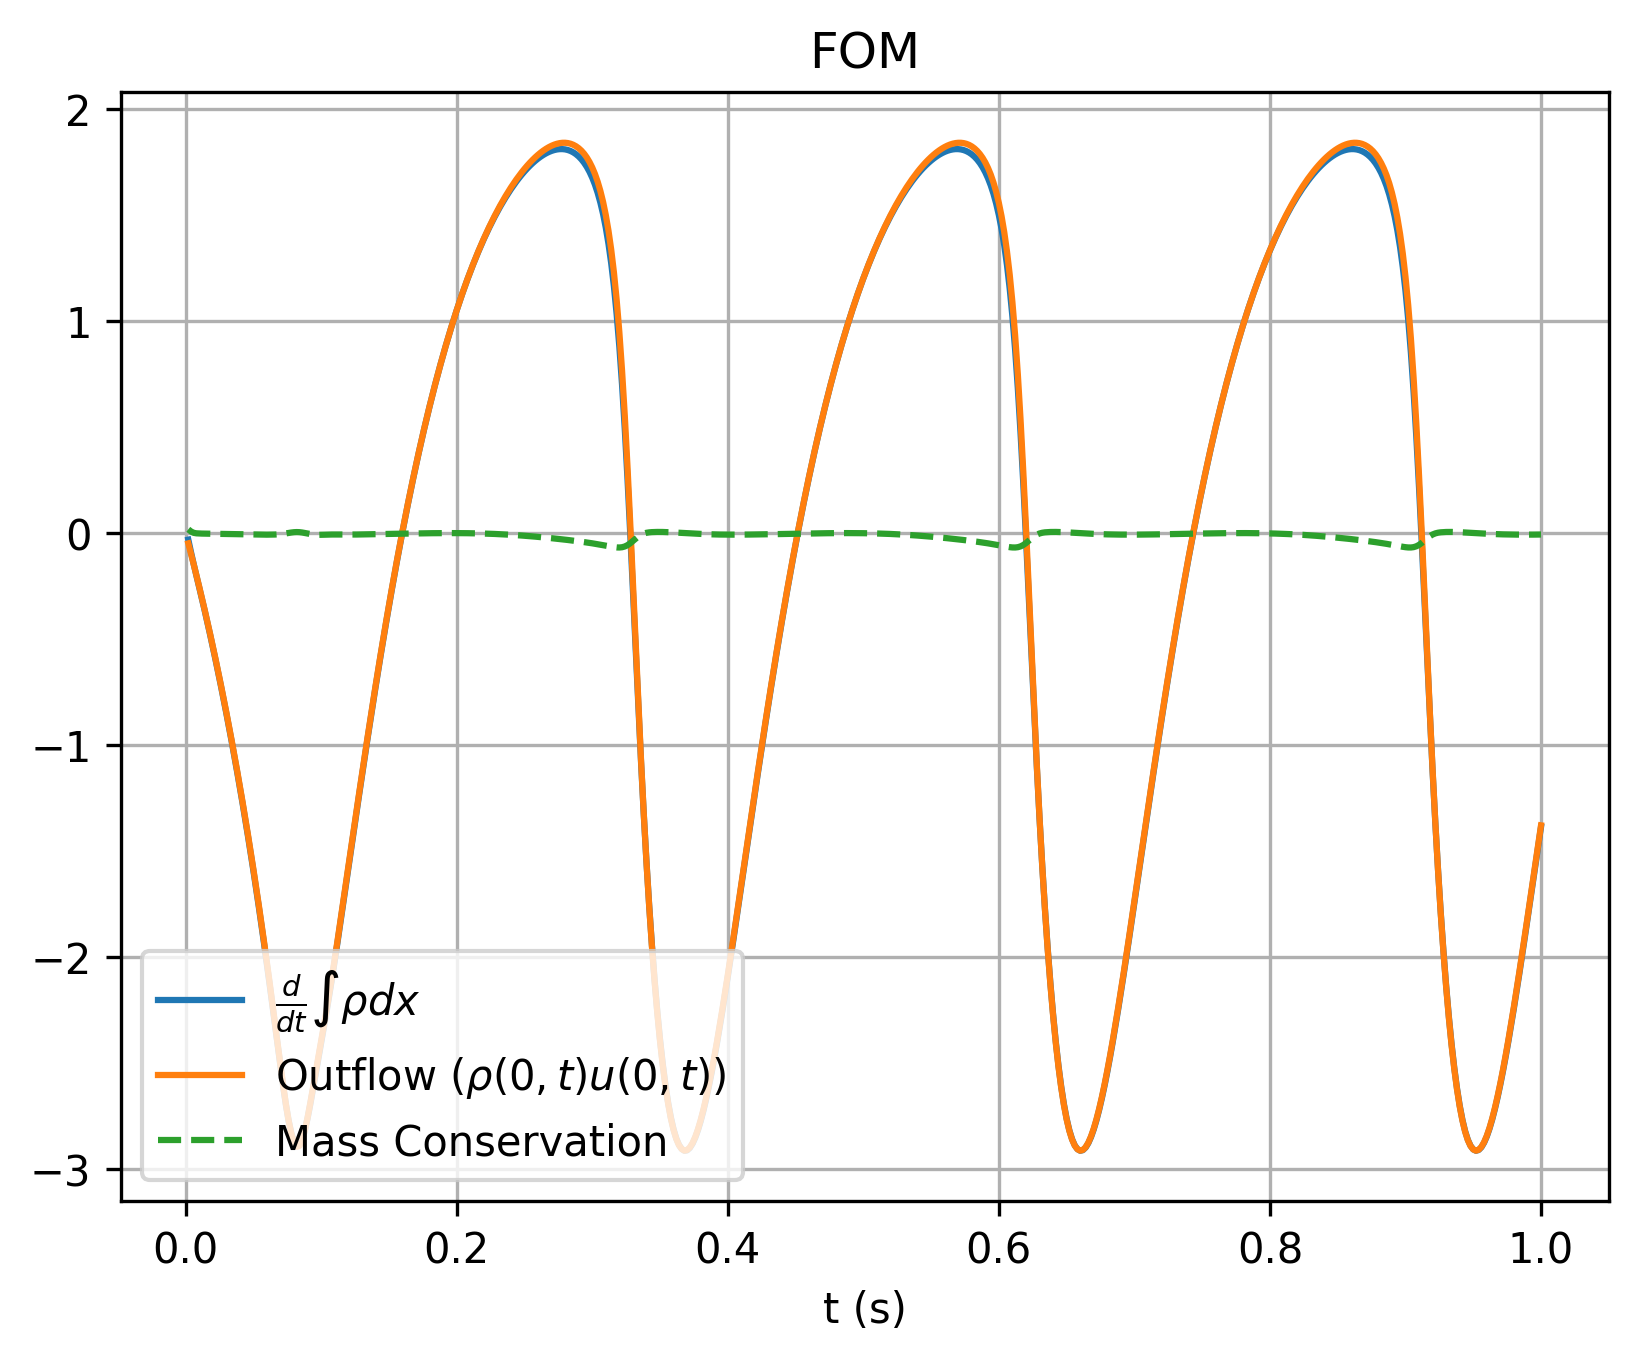 FOM
2
1
0
−1
−2
−3
d/dt ∫ρdx
Outflow (ρ(0, t)u(0, t))
Mass Conservation
0.0 0.2 0.4 0.6 0.8 1.0
t (s)